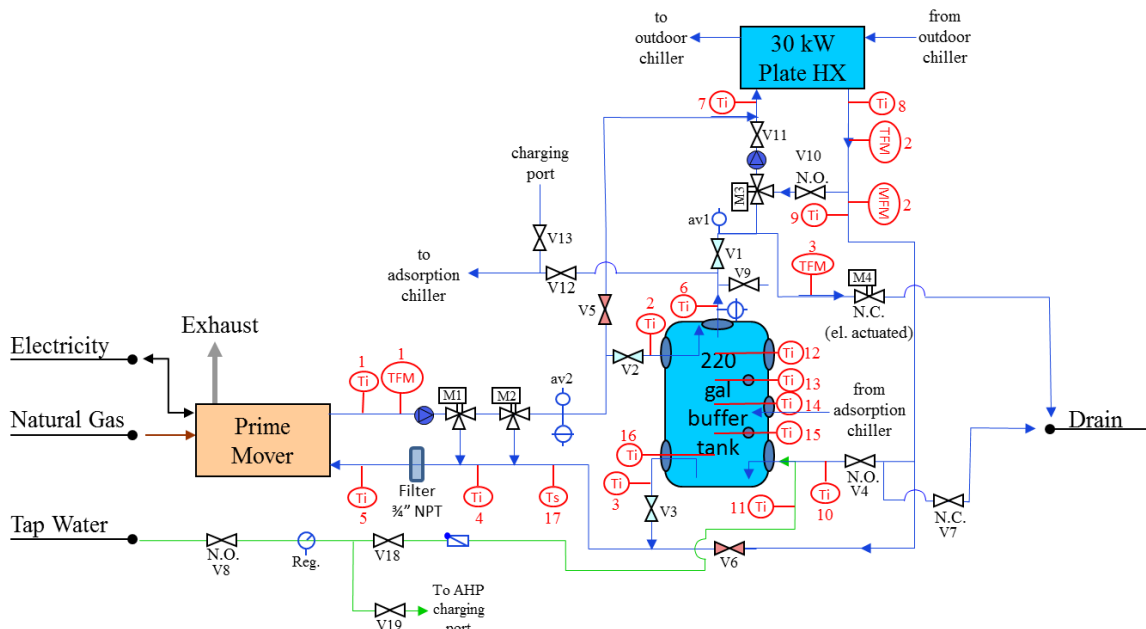 to
outdoor
chiller
30 kW
Plate HX
from
outdoor
chiller
7
Ti
Ti
8
TFM
2
V11
V10
N.O.
charging
port
M3
MFM
2
9
Ti
av1
V13
V1
3
TFM
M4
to
adsorption
chiller
V12
V9
6
Ti
N.C.
(el. actuated)
V5
2
Ti
Exhaust
Electricity
V2
220
gal
buffer
tank
Ti
12
Ti
13
Ti
14
Ti
15
from
adsorption
chiller
1
Ti
1
TFM
M1
M2
av2
Natural Gas
Prime
Mover
Drain
16
Ti
Ti
3
V3
Ti
5
Filter
¾” NPT
Ti
4
Ts
17
11
Ti
Ti
10
N.O.
V4
N.C.
V7
Tap Water
N.O.
V8
Reg.
V18
V6
V19
To AHP
charging
port